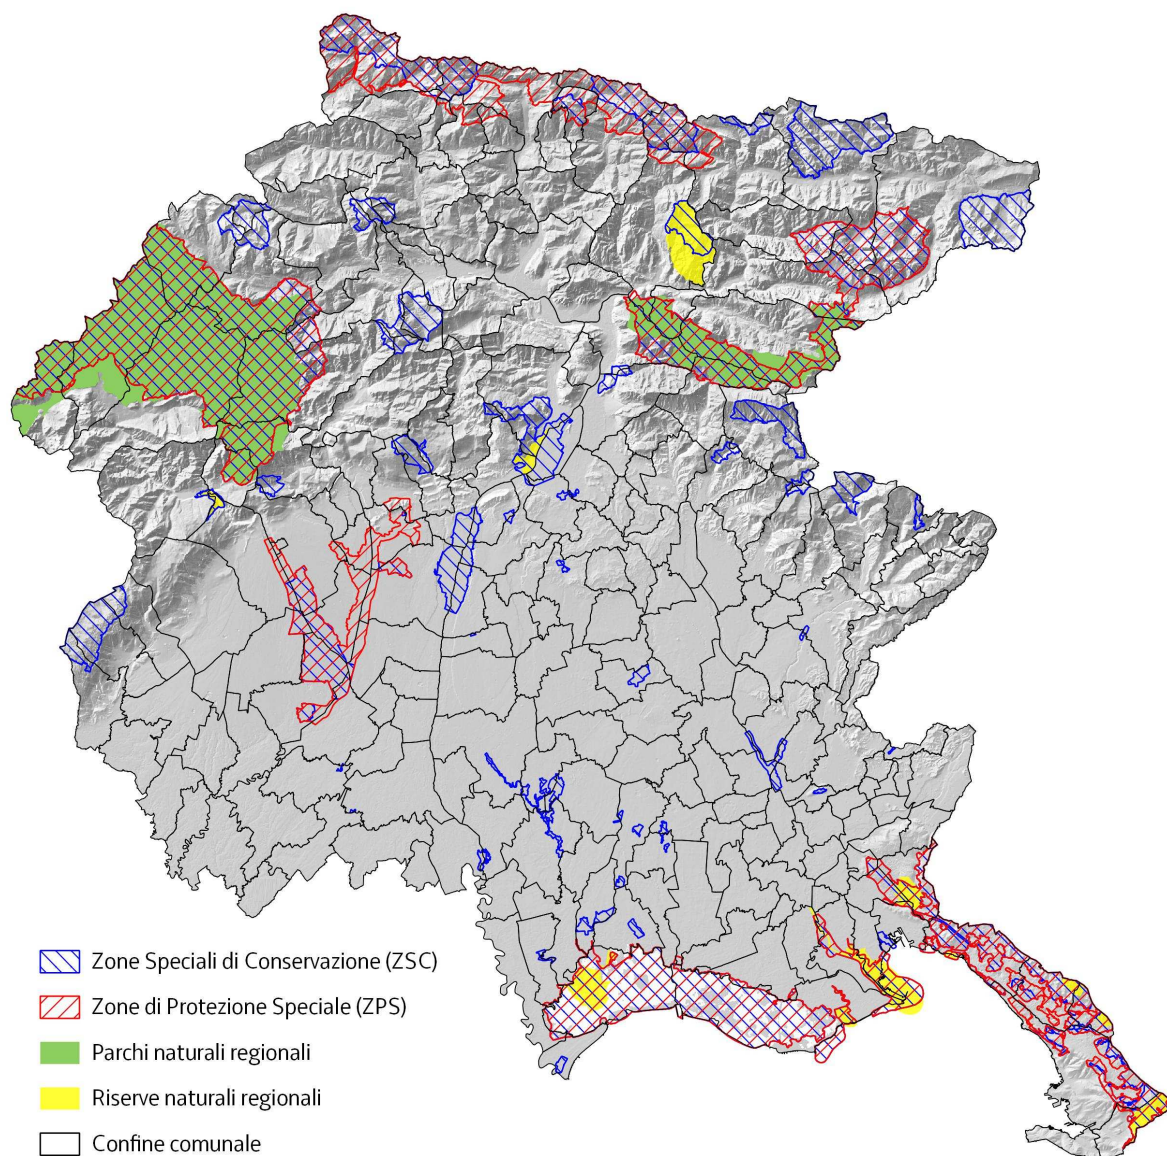 Zone Speciali di Conservazione (ZSC)
Zone di Protezione Speciale (ZPS)
Parchi naturali regionali
Riserve naturali regionali
Confine comunale